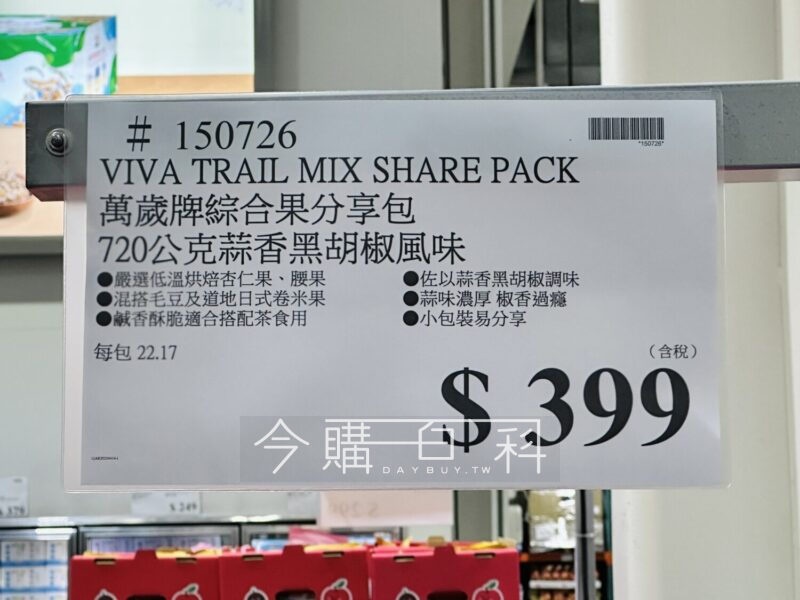 # 150726
*150726*
VIVA TRAIL MIX SHARE PACK
萬歲牌綜合果分享包
720公克蒜香黑胡椒風味
●嚴選低溫烘焙杏仁果、腰果
●佐以蒜香黑胡椒調味
●混搭毛豆及道地日式卷米果
●蒜味濃厚 椒香過癮
●鹹香酥脆適合搭配茶食用
●小包裝易分享
每包 22.17
（含稅）
$ 399
今購百科
DAYBUY.TW
$ 249